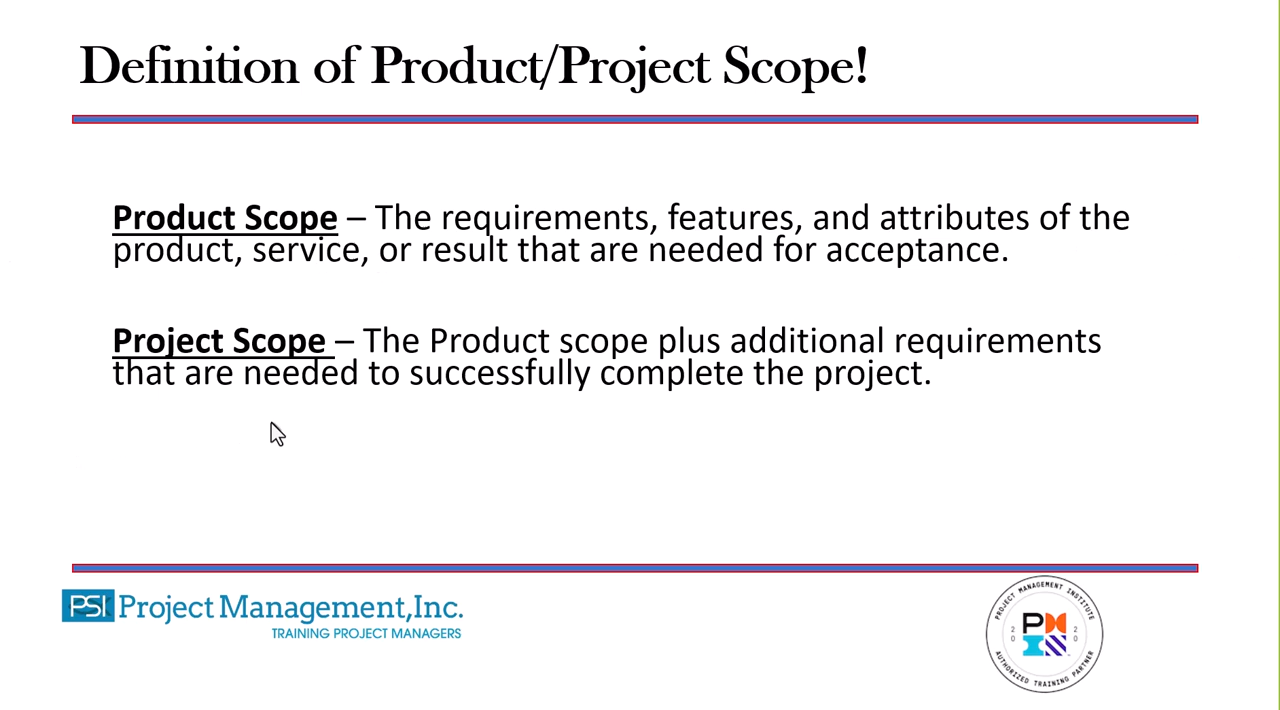 Definition of Product/Project Scope!
Product Scope – The requirements, features, and attributes of the
product, service, or result that are needed for acceptance.
Project Scope – The Product scope plus additional requirements
that are needed to successfully complete the project.
PSI Project Management,Inc.
TRAINING PROJECT MANAGERS
PROJECT MANAGEMENT INSTITUTE
20 20
AUTHORIZED TRAINING PARTNER